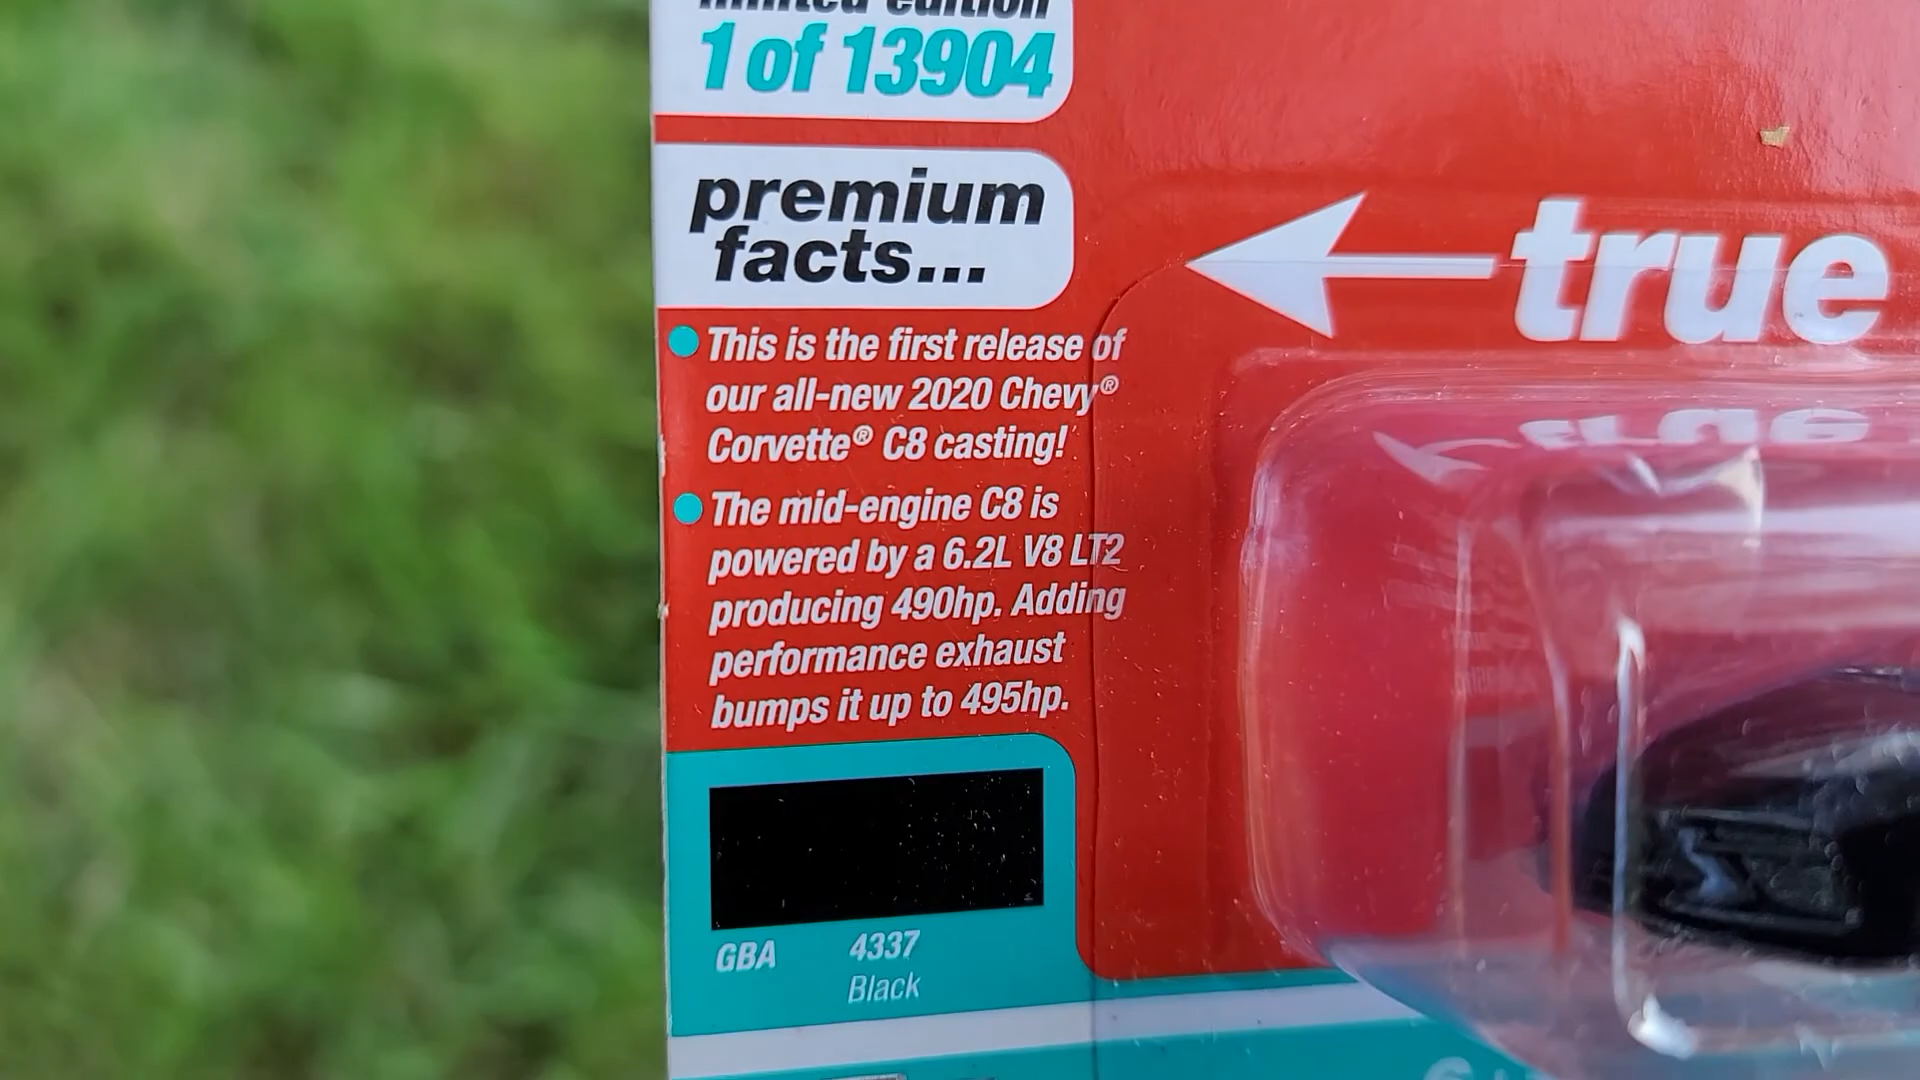 limited edition
1 of 13904
premium
facts...
true
This is the first release of
our all-new 2020 Chevy®
Corvette® C8 casting!
The mid-engine C8 is
powered by a 6.2L V8 LT2
producing 490hp. Adding
performance exhaust
bumps it up to 495hp.
GBA 4337
Black